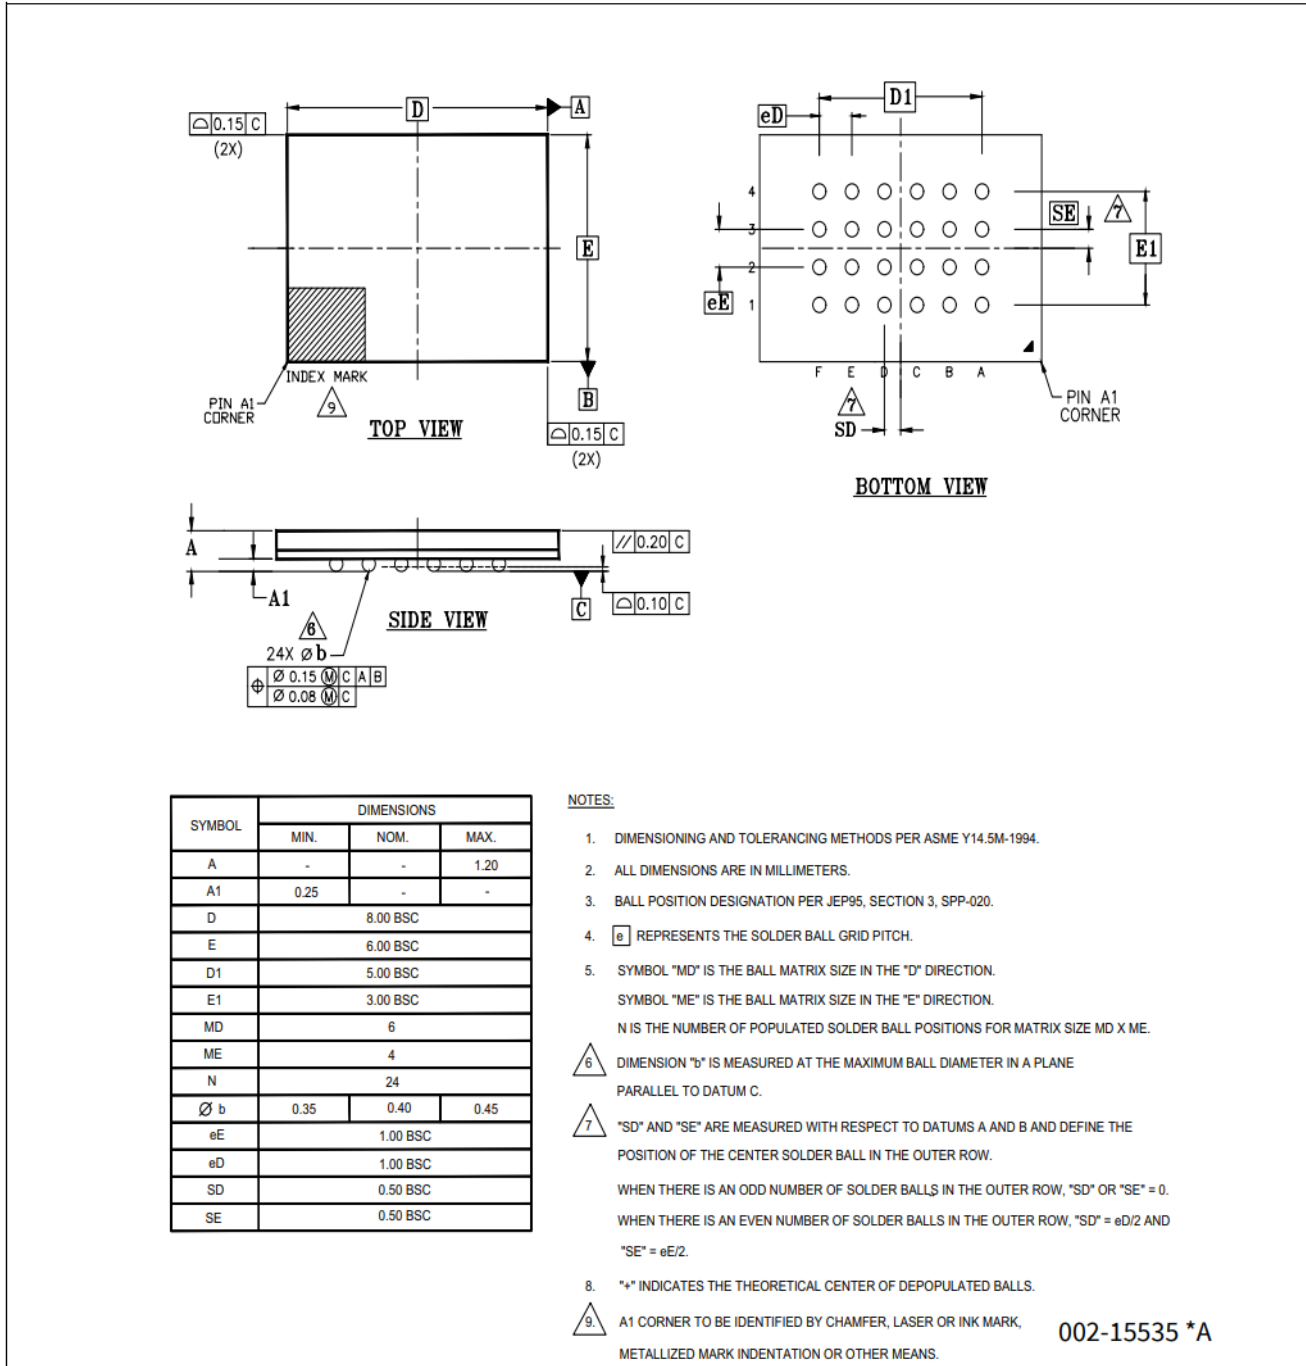 D
A
⌓ 0.15 C
(2X)
E
INDEX MARK
9
PIN A1
CORNER
B
TOP VIEW
⌓ 0.15 C
(2X)
D1
eD
4
3
2
1
SE
7
E1
eE
F E D C B A
7
SD
PIN A1
CORNER
BOTTOM VIEW
A
A1
// 0.20 C
⌓ 0.10 C
C
SIDE VIEW
6
24X Ø b
⌖ Ø 0.15 Ⓜ C A B
Ø 0.08 Ⓜ C
SYMBOL DIMENSIONS
MIN. NOM. MAX.
A - - 1.20
A1 0.25 - -
D 8.00 BSC
E 6.00 BSC
D1 5.00 BSC
E1 3.00 BSC
MD 6
ME 4
N 24
Ø b 0.35 0.40 0.45
eE 1.00 BSC
eD 1.00 BSC
SD 0.50 BSC
SE 0.50 BSC
NOTES:
1. DIMENSIONING AND TOLERANCING METHODS PER ASME Y14.5M-1994.
2. ALL DIMENSIONS ARE IN MILLIMETERS.
3. BALL POSITION DESIGNATION PER JEP95, SECTION 3, SPP-020.
4. e REPRESENTS THE SOLDER BALL GRID PITCH.
5. SYMBOL "MD" IS THE BALL MATRIX SIZE IN THE "D" DIRECTION.
SYMBOL "ME" IS THE BALL MATRIX SIZE IN THE "E" DIRECTION.
N IS THE NUMBER OF POPULATED SOLDER BALL POSITIONS FOR MATRIX SIZE MD X ME.
6 DIMENSION "b" IS MEASURED AT THE MAXIMUM BALL DIAMETER IN A PLANE
PARALLEL TO DATUM C.
7 "SD" AND "SE" ARE MEASURED WITH RESPECT TO DATUMS A AND B AND DEFINE THE
POSITION OF THE CENTER SOLDER BALL IN THE OUTER ROW.
WHEN THERE IS AN ODD NUMBER OF SOLDER BALLS IN THE OUTER ROW, "SD" OR "SE" = 0.
WHEN THERE IS AN EVEN NUMBER OF SOLDER BALLS IN THE OUTER ROW, "SD" = eD/2 AND
"SE" = eE/2.
8. "+" INDICATES THE THEORETICAL CENTER OF DEPOPULATED BALLS.
9. A1 CORNER TO BE IDENTIFIED BY CHAMFER, LASER OR INK MARK,
METALLIZED MARK INDENTATION OR OTHER MEANS.
002-15535 *A